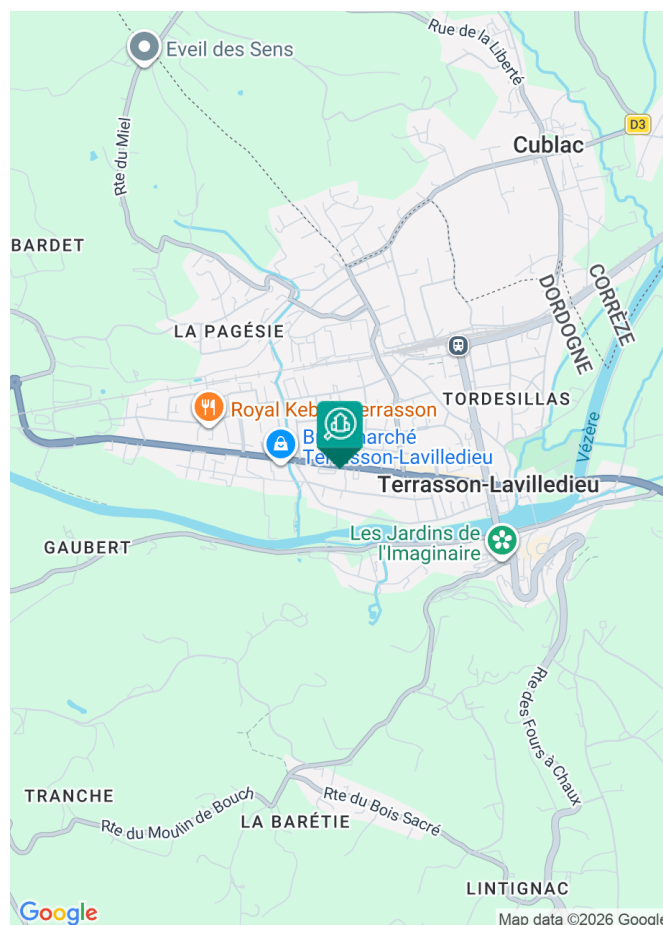 Eveil des Sens
Rue de la Liberté
D3
Cublac
Rte du Miel
BARDET
CORRÈZE
DORDOGNE
LA PAGÉSIE
TORDESILLAS
Royal Keb
errasson
B
marché
Terrasson-Lavilledieu
Vézère
Terrasson-Lavilledieu
Les Jardins de
l'Imaginaire
GAUBERT
Rte des Fours à Chaux
TRANCHE
Rte du Moulin de Bouch
Rte du Bois Sacré
LA BARÉTIE
LINTIGNAC
Google
Map data ©2026 Google